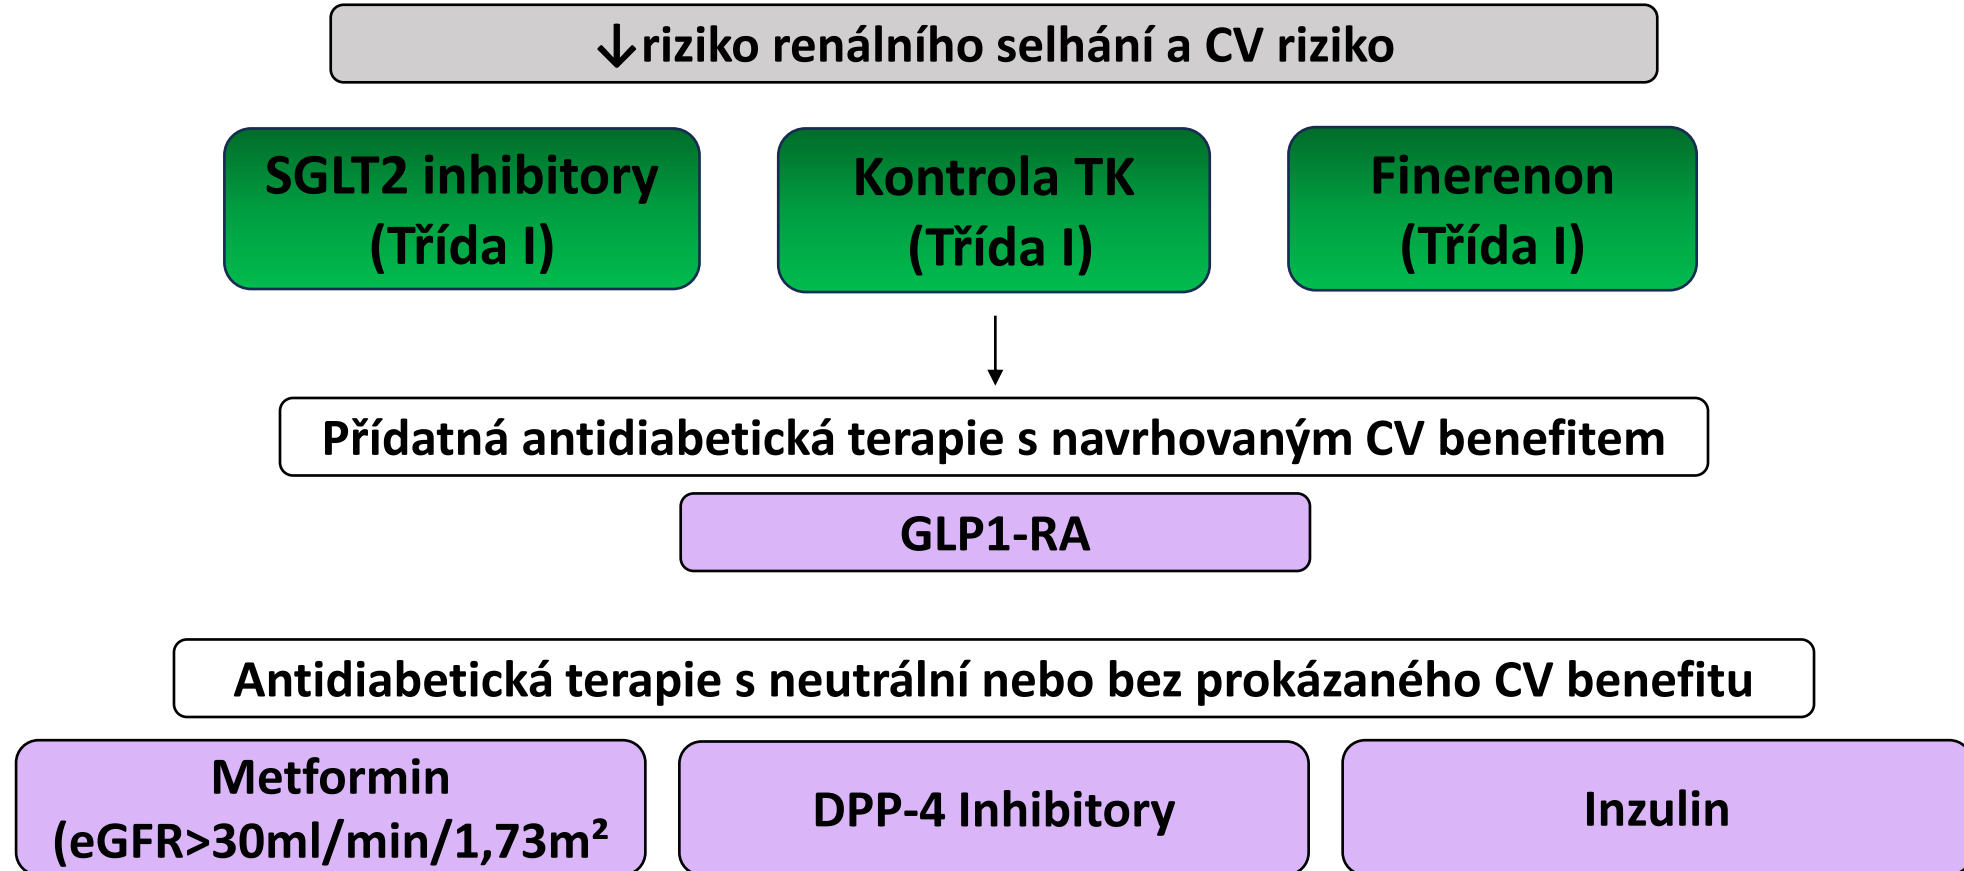 ↓riziko renálního selhání a CV riziko
SGLT2 inhibitory
(Třída I)
Kontrola TK
(Třída I)
Finerenon
(Třída I)
Přídatná antidiabetická terapie s navrhovaným CV benefitem
GLP1-RA
Antidiabetická terapie s neutrální nebo bez prokázaného CV benefitu
Metformin
(eGFR>30ml/min/1,73m²
DPP-4 Inhibitory
Inzulin